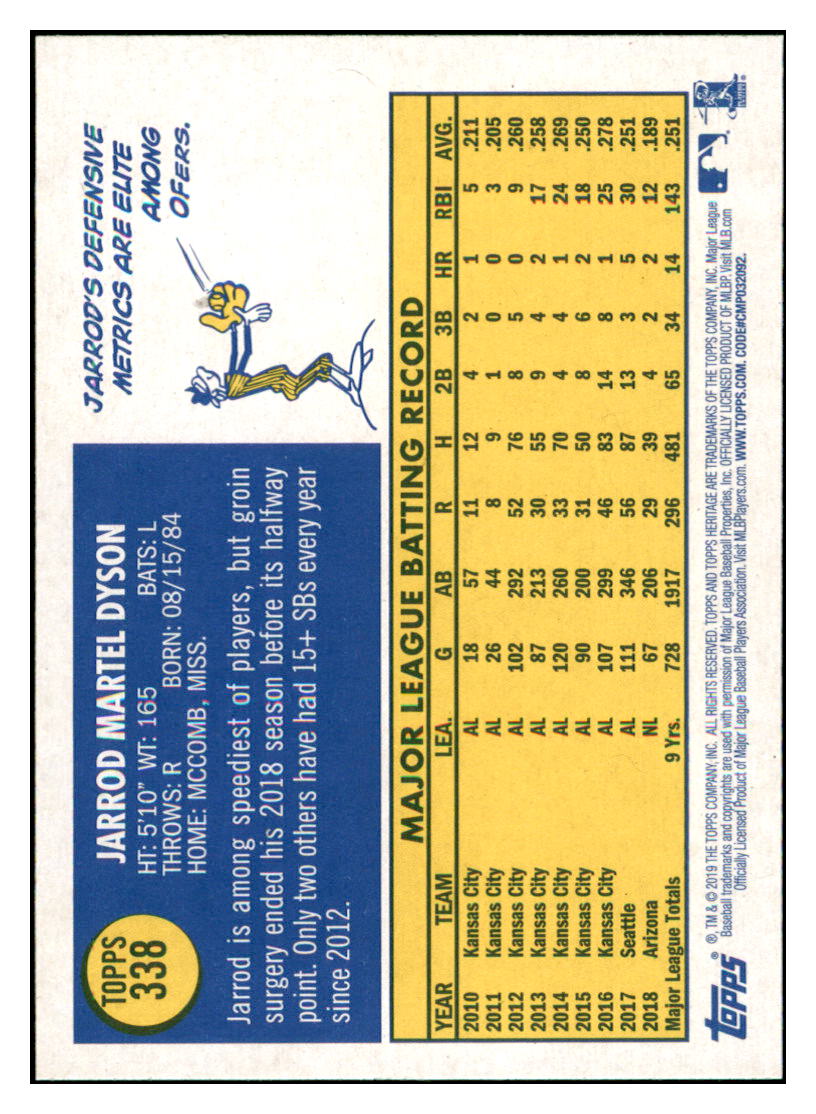 TOPPS
338
JARROD MARTEL DYSON
HT: 5'10" WT: 165 BATS: L
THROWS: R BORN: 08/15/84
HOME: MCCOMB, MISS.
Jarrod is among speediest of players, but groin
surgery ended his 2018 season before its halfway
point. Only two others have had 15+ SBs every year
since 2012.
JARROD'S DEFENSIVE
METRICS ARE ELITE
AMONG
OFERS.
MAJOR LEAGUE BATTING RECORD
YEAR TEAM LEA. G AB R H 2B 3B HR RBI AVG.
2010 Kansas City AL 18 57 11 12 4 2 1 5 .211
2011 Kansas City AL 26 44 8 9 1 0 0 3 .205
2012 Kansas City AL 102 292 52 76 8 5 0 9 .260
2013 Kansas City AL 87 213 30 55 9 4 2 17 .258
2014 Kansas City AL 120 260 33 70 4 4 1 24 .269
2015 Kansas City AL 90 200 31 50 8 6 2 18 .250
2016 Kansas City AL 107 299 46 83 14 8 1 25 .278
2017 Seattle AL 111 346 56 87 13 3 5 30 .251
2018 Arizona NL 67 206 29 39 4 2 2 12 .189
Major League Totals 9 Yrs. 728 1917 296 481 65 34 14 143 .251
topps ® ®, TM & © 2019 THE TOPPS COMPANY, INC. ALL RIGHTS RESERVED. TOPPS AND TOPPS HERITAGE ARE TRADEMARKS OF THE TOPPS COMPANY, INC. Major League
Baseball trademarks and copyrights are used with permission of Major League Baseball Properties, Inc. OFFICIALLY LICENSED PRODUCT OF MLBP. Visit MLB.com
Officially Licensed Product of Major League Baseball Players Association. Visit MLBPlayers.com. WWW.TOPPS.COM. CODE#CMP032092.